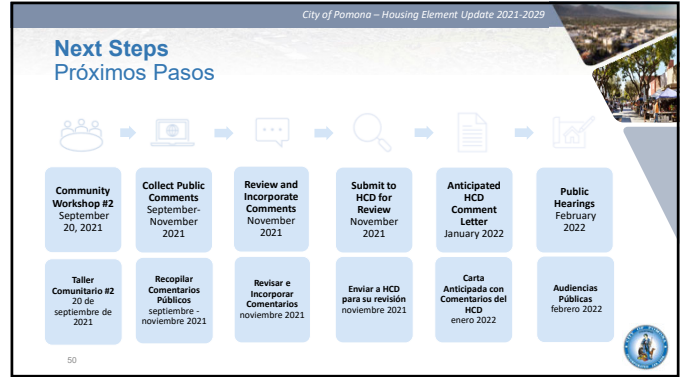 City of Pomona – Housing Element Update 2021-2029
Next Steps
Próximos Pasos
Community
Workshop #2
September
20, 2021
Collect Public
Comments
September-
November
2021
Review and
Incorporate
Comments
November
2021
Submit to
HCD for
Review
November
2021
Anticipated
HCD
Comment
Letter
January 2022
Public
Hearings
February
2022
Taller
Comunitario #2
20 de
septiembre de
2021
Recopilar
Comentarios
Públicos
septiembre -
noviembre 2021
Revisar e
Incorporar
Comentarios
noviembre 2021
Enviar a HCD
para su revisión
noviembre 2021
Carta
Anticipada con
Comentarios del
HCD
enero 2022
Audiencias
Públicas
febrero 2022
50
CITY OF POMONA